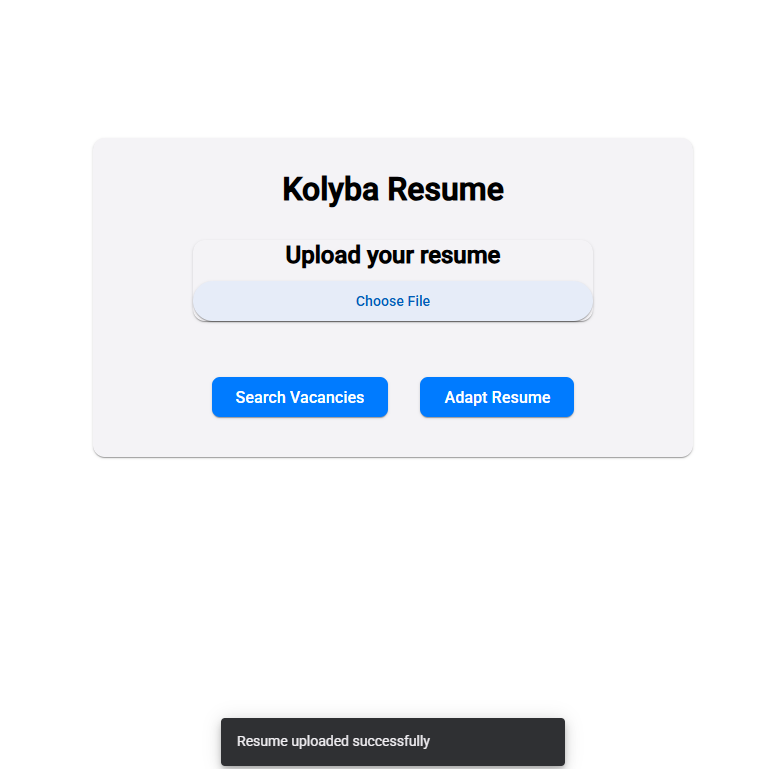 Kolyba Resume
Upload your resume
Choose File
Search Vacancies
Adapt Resume
Resume uploaded successfully